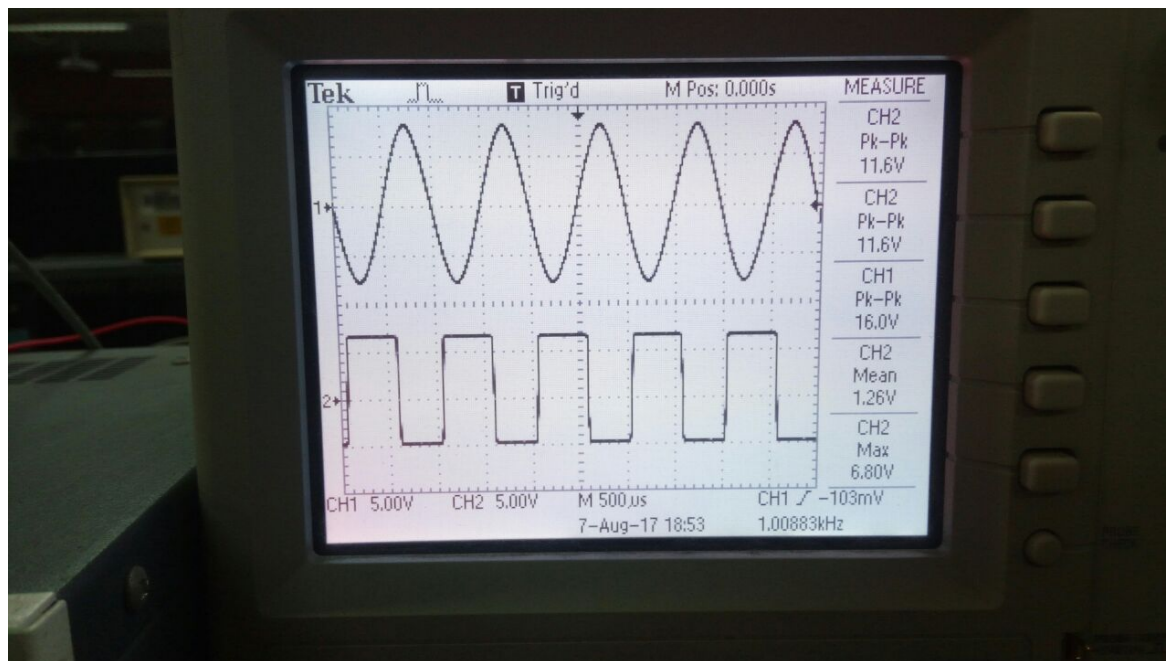 Tek T Trig'd M Pos: 0.000s MEASURE
CH2
Pk-Pk
11.6V
CH2
Pk-Pk
11.6V
CH1
Pk-Pk
16.0V
CH2
Mean
1.26V
CH2
Max
6.80V
1
2
CH1 5.00V CH2 5.00V M 500µs CH1 -103mV
7-Aug-17 18:53 1.00883kHz